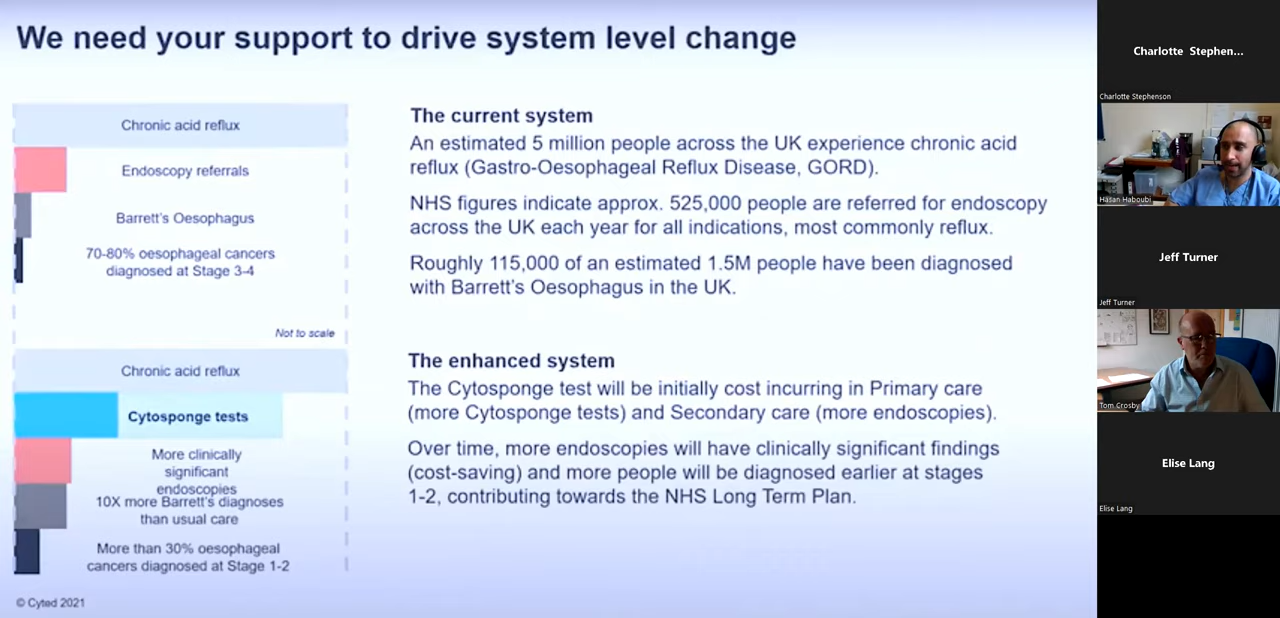 We need your support to drive system level change
Chronic acid reflux
Endoscopy referrals
Barrett's Oesophagus
70-80% oesophageal cancers
diagnosed at Stage 3-4
Not to scale
Chronic acid reflux
Cytosponge tests
More clinically
significant
endoscopies
10X more Barrett's diagnoses
than usual care
More than 30% oesophageal
cancers diagnosed at Stage 1-2
© Cyted 2021
The current system
An estimated 5 million people across the UK experience chronic acid
reflux (Gastro-Oesophageal Reflux Disease, GORD).
NHS figures indicate approx. 525,000 people are referred for endoscopy
across the UK each year for all indications, most commonly reflux.
Roughly 115,000 of an estimated 1.5M people have been diagnosed
with Barrett's Oesophagus in the UK.
The enhanced system
The Cytosponge test will be initially cost incurring in Primary care
(more Cytosponge tests) and Secondary care (more endoscopies).
Over time, more endoscopies will have clinically significant findings
(cost-saving) and more people will be diagnosed earlier at stages
1-2, contributing towards the NHS Long Term Plan.
Charlotte Stephen...
Charlotte Stephenson
Hasan Haboubi
Jeff Turner
Jeff Turner
Tom Crosby
Elise Lang
Elise Lang